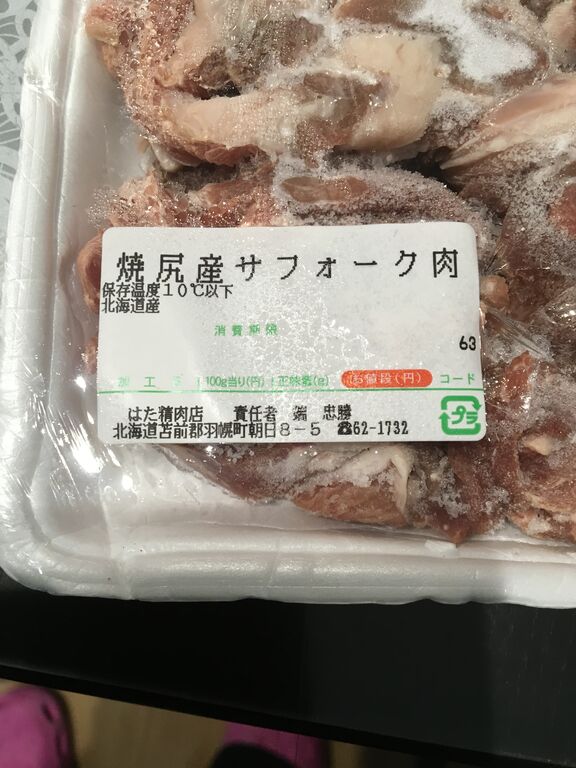 焼尻産サフォーク肉
保存温度10℃以下
北海道産
消費期限
63
加工日 100g当り(円) 正味量(g) お値段(円) コード
はた精肉店 責任者 端 忠勝
北海道苫前郡羽幌町朝日8-5 ☎62-1732
プラ